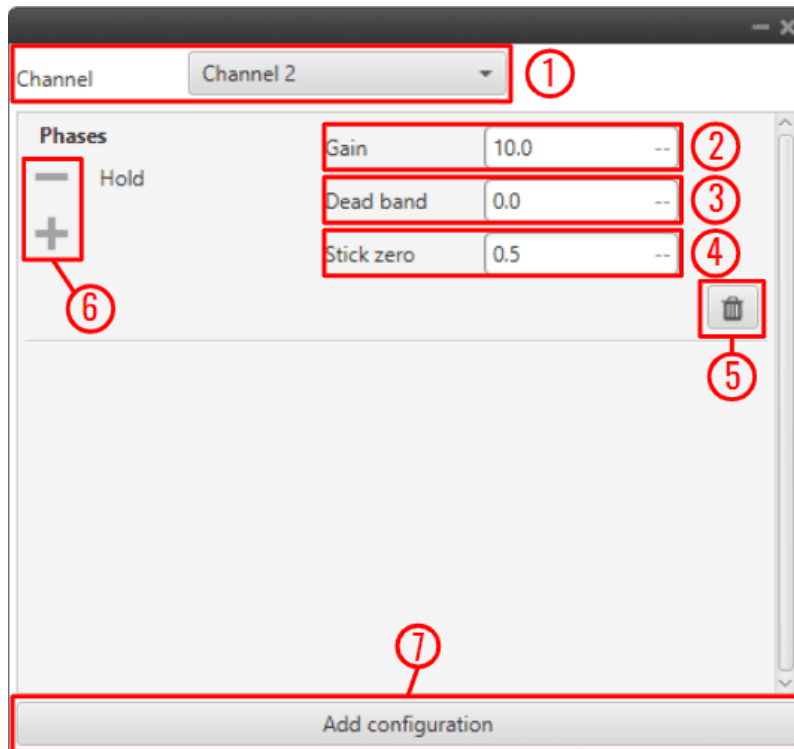 Channel Channel 2 1
Phases
Gain 10.0 -- 2
Hold
Dead band 0.0 -- 3
Stick zero 0.5 -- 4
6
5
7
Add configuration